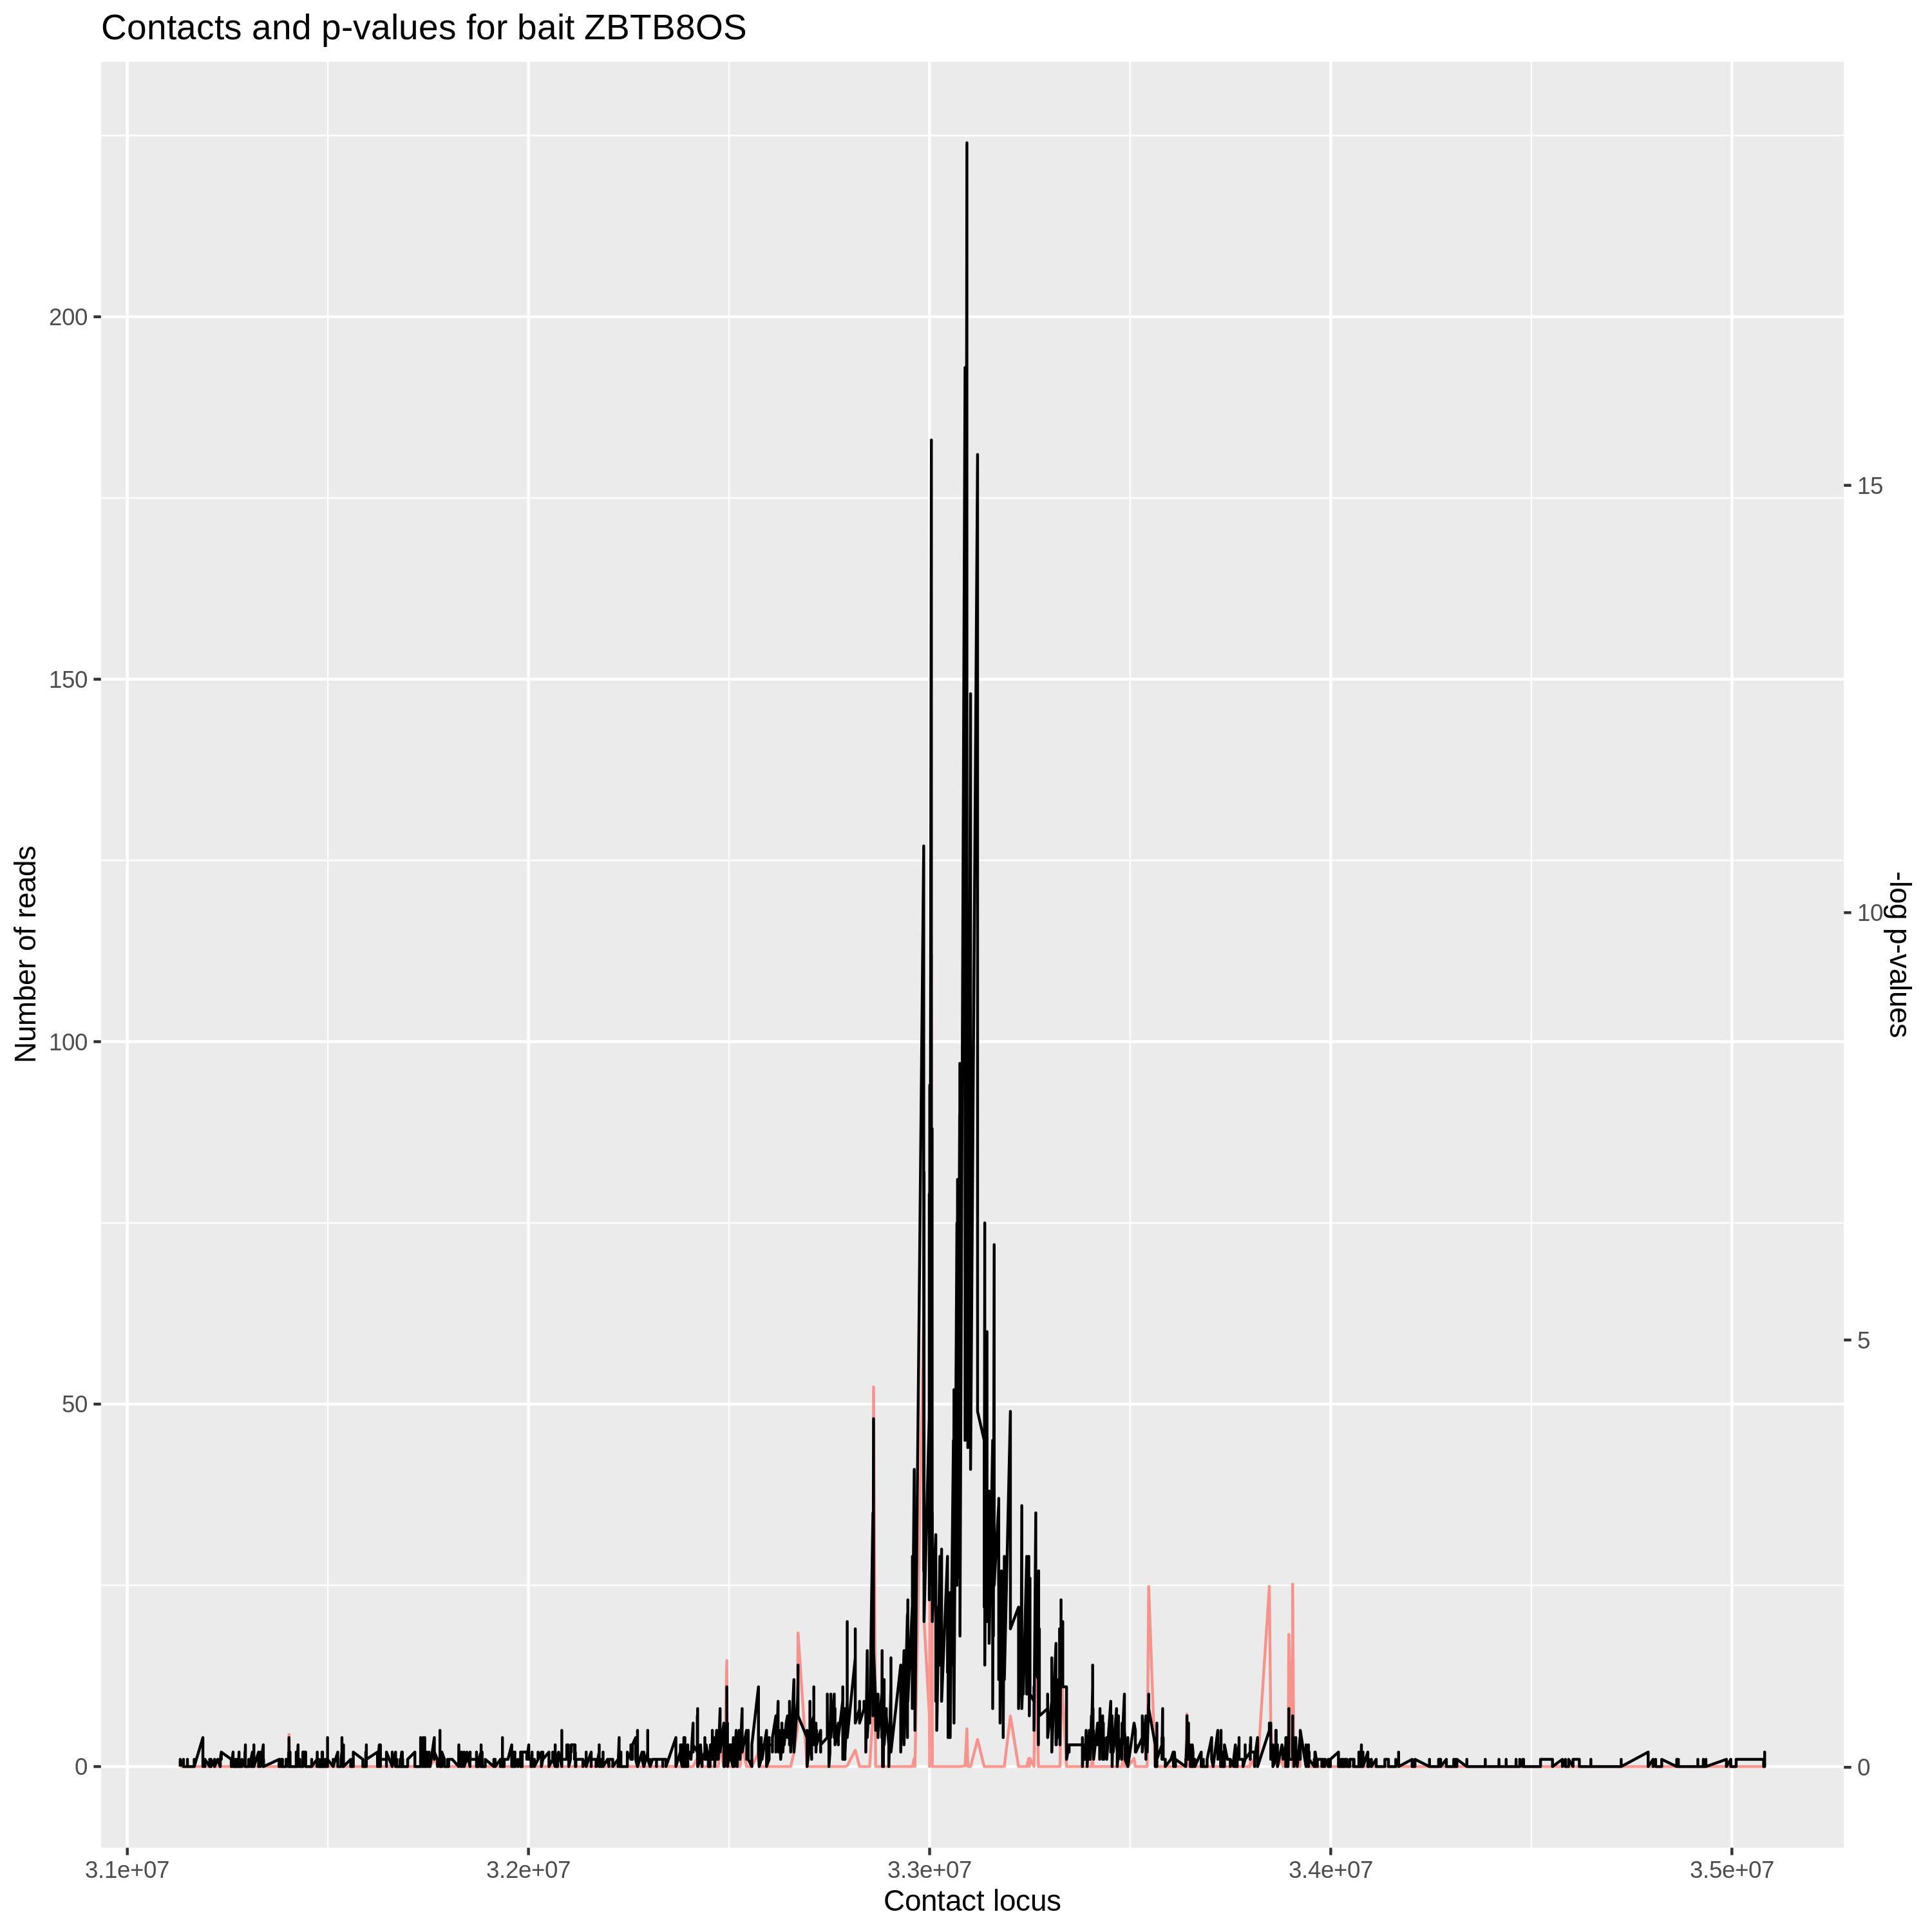 Contacts and p-values for bait ZBTB8OS
Number of reads
200
150
100
50
0
15
10
5
0
-log p-values
3.1e+07
3.2e+07
3.3e+07
3.4e+07
3.5e+07
Contact locus